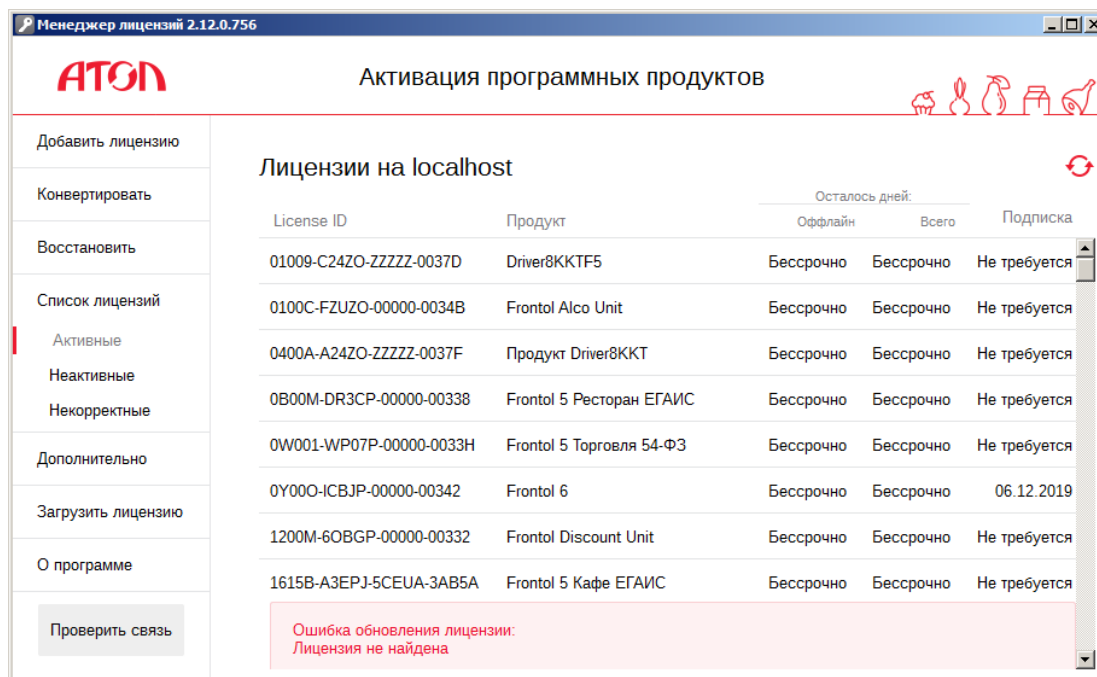 Менеджер лицензий 2.12.0.756
АТОЛ
Активация программных продуктов
Добавить лицензию
Конвертировать
Восстановить
Список лицензий
Активные
Неактивные
Некорректные
Дополнительно
Загрузить лицензию
О программе
Проверить связь
Лицензии на localhost
Осталось дней:
License ID Продукт Оффлайн Всего Подписка
01009-C24ZO-ZZZZZ-0037D Driver8KKTF5 Бессрочно Бессрочно Не требуется
0100C-FZUZO-00000-0034B Frontol Alco Unit Бессрочно Бессрочно Не требуется
0400A-A24ZO-ZZZZZ-0037F Продукт Driver8KKT Бессрочно Бессрочно Не требуется
0B00M-DR3CP-00000-00338 Frontol 5 Ресторан ЕГАИС Бессрочно Бессрочно Не требуется
0W001-WP07P-00000-0033H Frontol 5 Торговля 54-ФЗ Бессрочно Бессрочно Не требуется
0Y00O-ICBJP-00000-00342 Frontol 6 Бессрочно Бессрочно 06.12.2019
1200M-6OBGP-00000-00332 Frontol Discount Unit Бессрочно Бессрочно Не требуется
1615B-A3EPJ-5CEUA-3AB5A Frontol 5 Кафе ЕГАИС Бессрочно Бессрочно Не требуется
Ошибка обновления лицензии:
Лицензия не найдена